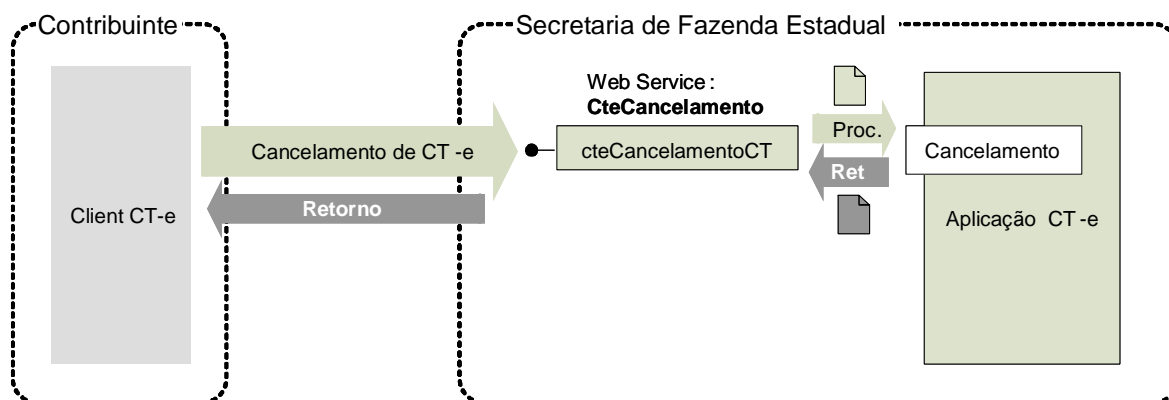 Contribuinte
Secretaria de Fazenda Estadual
Web Service :
CteCancelamento
Cancelamento de CT -e
cteCancelamentoCT
Proc.
Cancelamento
Ret
Retorno
Client CT-e
Aplicação CT -e